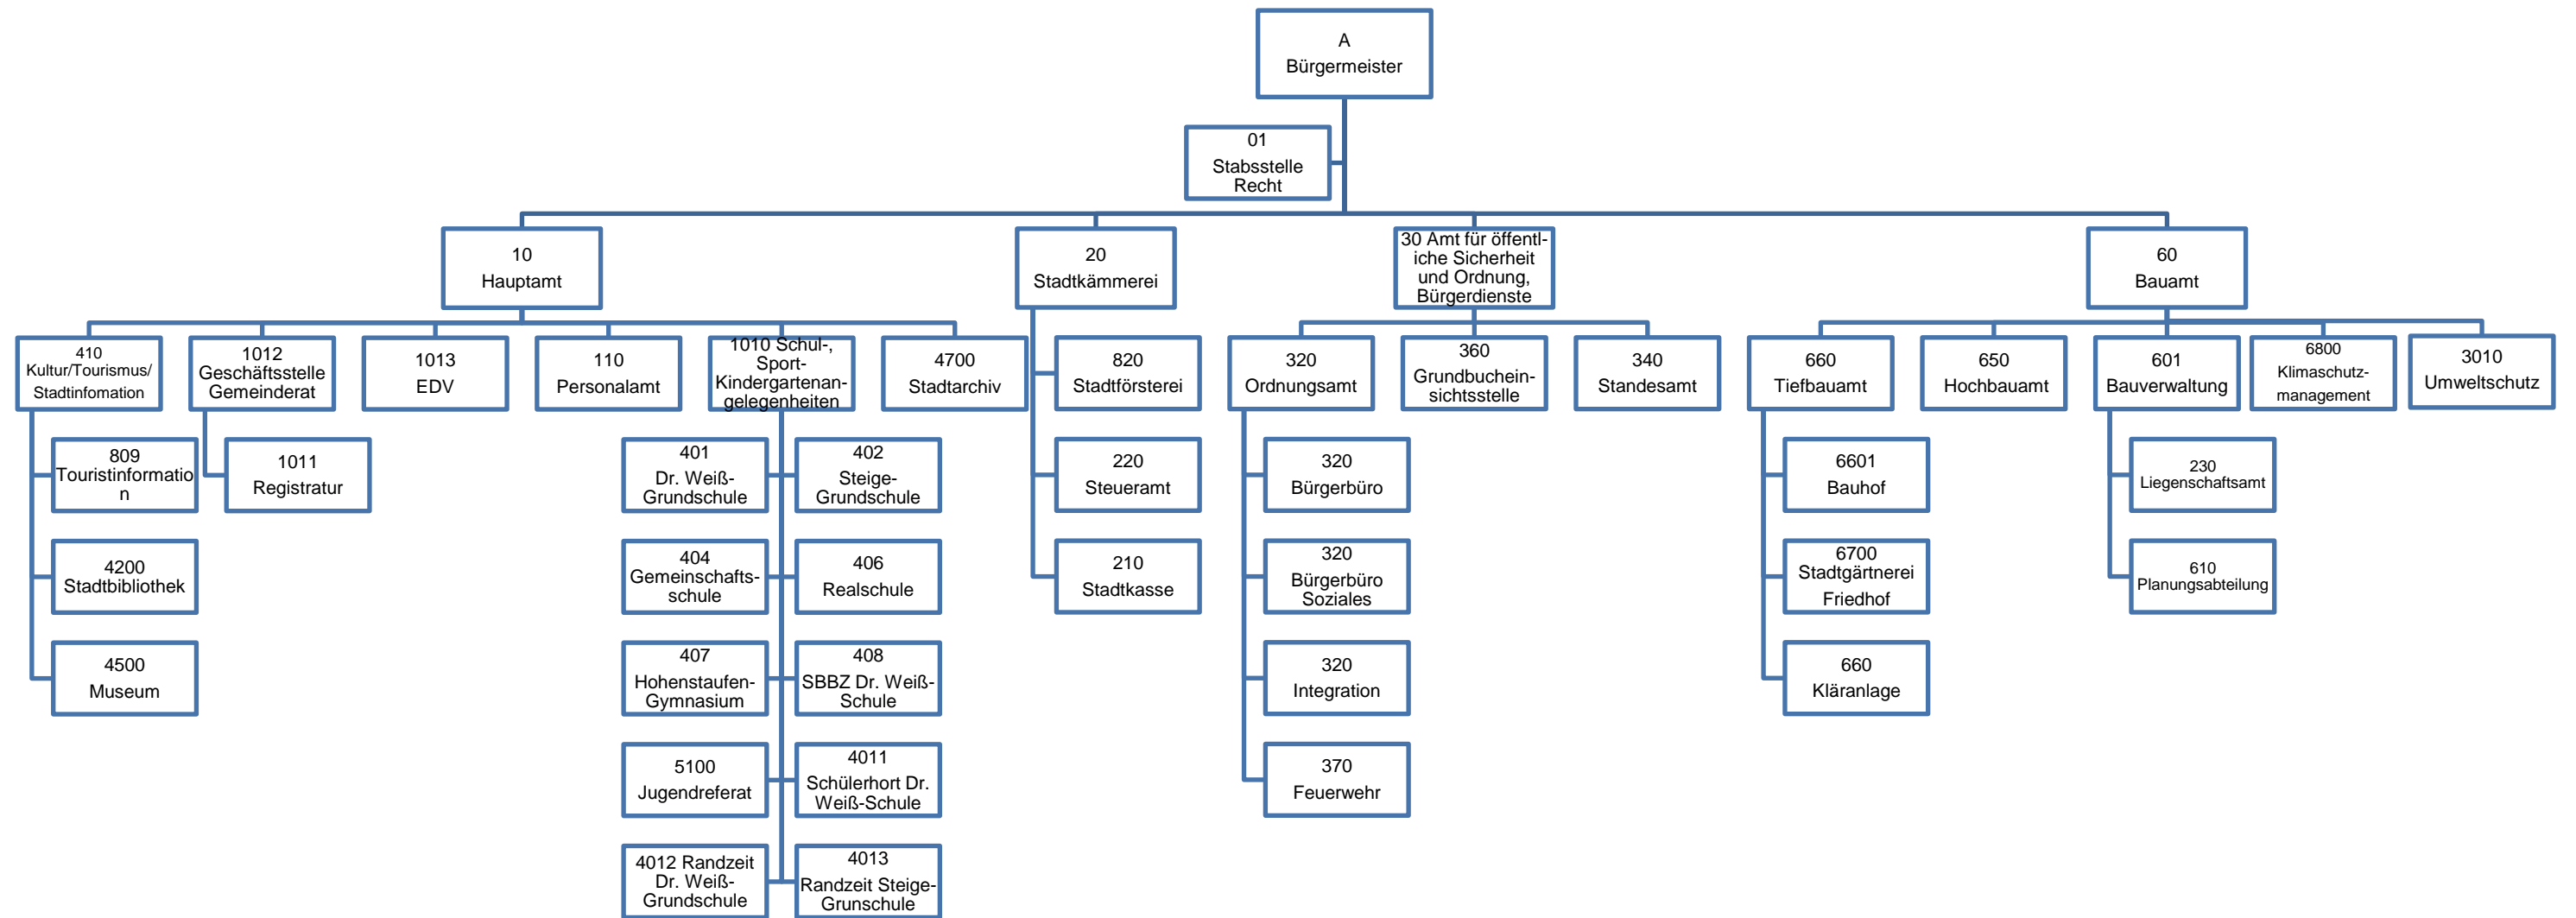 A
Bürgermeister
01
Stabsstelle
Recht
10
Hauptamt
20
Stadtkämmerei
30 Amt für öffentl-
iche Sicherheit
und Ordnung,
Bürgerdienste
60
Bauamt
410
Kultur/Tourismus/
Stadtinfomation
1012
Geschäftsstelle
Gemeinderat
1013
EDV
110
Personalamt
1010 Schul-,
Sport-
Kindergartenan-
gelegenheiten
4700
Stadtarchiv
820
Stadtförsterei
320
Ordnungsamt
360
Grundbuchein-
sichtsstelle
340
Standesamt
660
Tiefbauamt
650
Hochbauamt
601
Bauverwaltung
6800
Klimaschutz-
management
3010
Umweltschutz
809
Touristinformatio
n
1011
Registratur
401
Dr. Weiß-
Grundschule
402
Steige-
Grundschule
220
Steueramt
320
Bürgerbüro
6601
Bauhof
230
Liegenschaftsamt
4200
Stadtbibliothek
404
Gemeinschafts-
schule
406
Realschule
210
Stadtkasse
320
Bürgerbüro
Soziales
6700
Stadtgärtnerei
Friedhof
610
Planungsabteilung
4500
Museum
407
Hohenstaufen-
Gymnasium
408
SBBZ Dr. Weiß-
Schule
320
Integration
660
Kläranlage
5100
Jugendreferat
4011
Schülerhort Dr.
Weiß-Schule
370
Feuerwehr
4012 Randzeit
Dr. Weiß-
Grundschule
4013
Randzeit Steige-
Grunschule